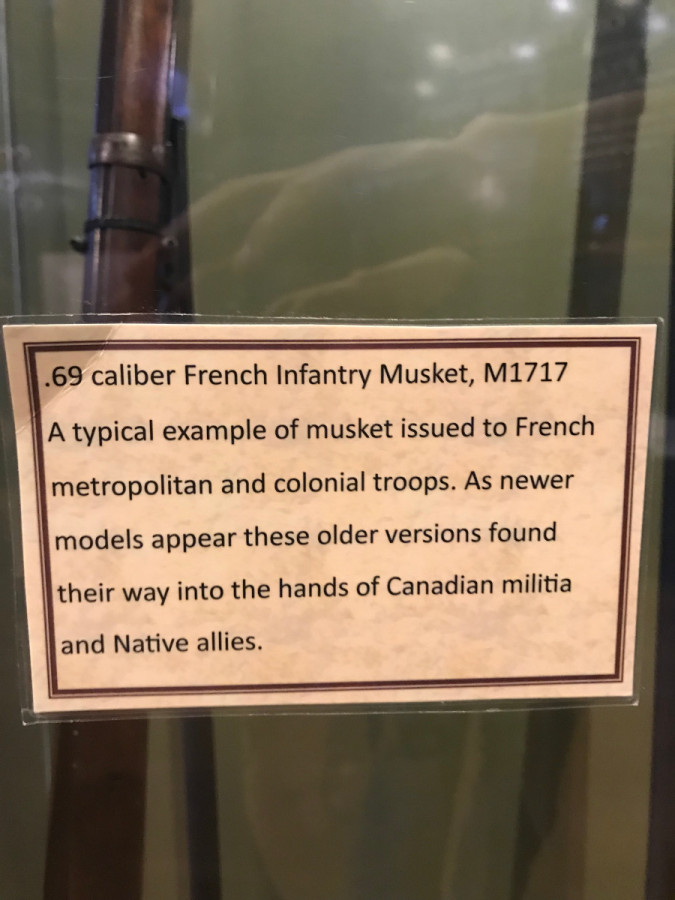 .69 caliber French Infantry Musket, M1717
A typical example of musket issued to French
metropolitan and colonial troops. As newer
models appear these older versions found
their way into the hands of Canadian militia
and Native allies.